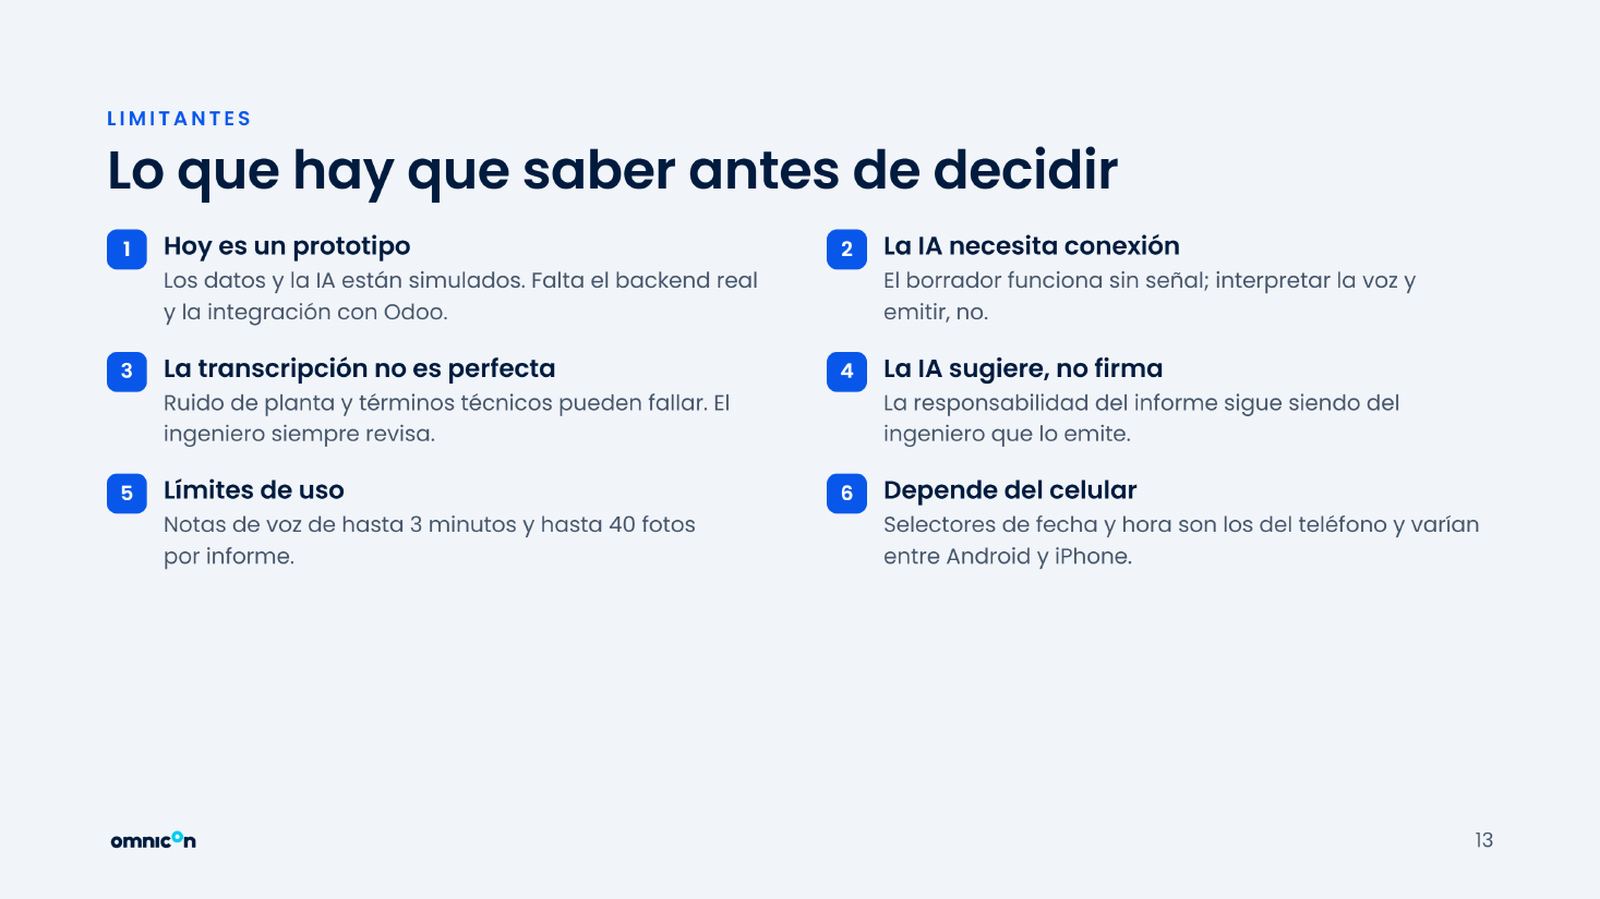 LIMITANTES
Lo que hay que saber antes de decidir
1
Hoy es un prototipo
Los datos y la IA están simulados. Falta el backend real
y la integración con Odoo.
2
La IA necesita conexión
El borrador funciona sin señal; interpretar la voz y
emitir, no.
3
La transcripción no es perfecta
Ruido de planta y términos técnicos pueden fallar. El
ingeniero siempre revisa.
4
La IA sugiere, no firma
La responsabilidad del informe sigue siendo del
ingeniero que lo emite.
5
Límites de uso
Notas de voz de hasta 3 minutos y hasta 40 fotos
por informe.
6
Depende del celular
Selectores de fecha y hora son los del teléfono y varían
entre Android y iPhone.
omnicon
13